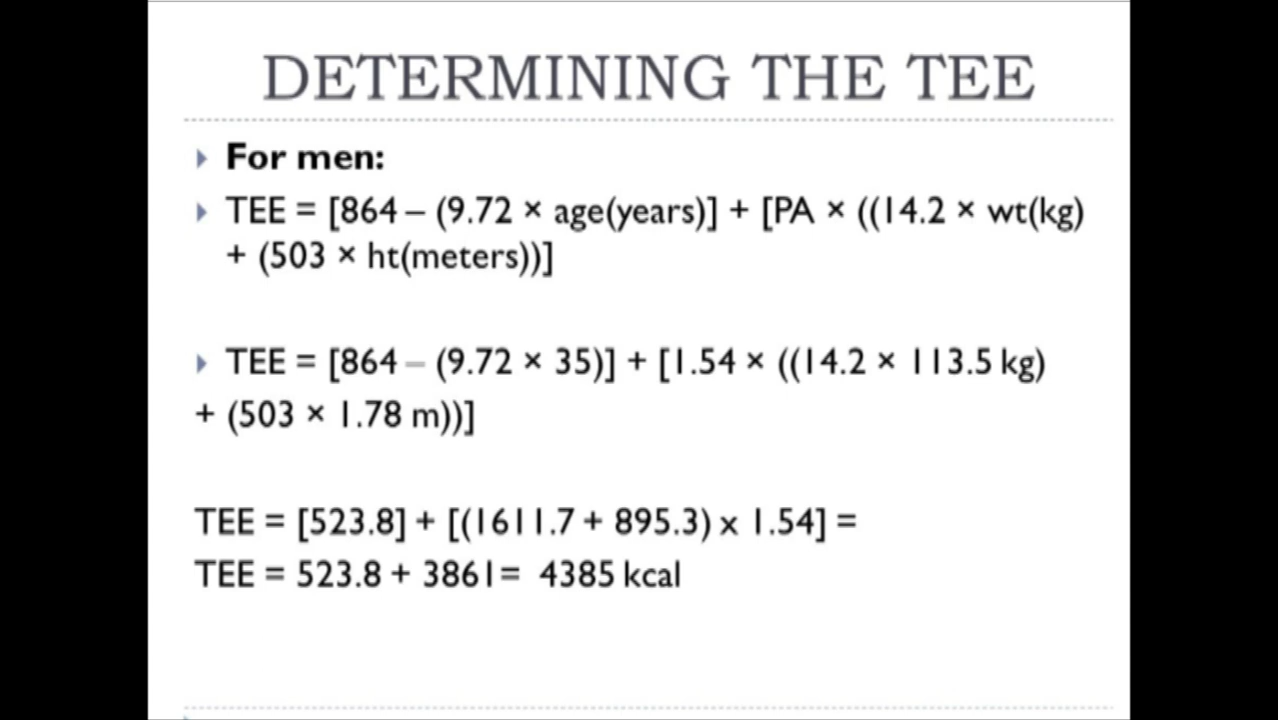 DETERMINING THE TEE
For men:
TEE = [864 – (9.72 × age(years)] + [PA × ((14.2 × wt(kg)
+ (503 × ht(meters))]
TEE = [864 – (9.72 × 35)] + [1.54 × ((14.2 × 113.5 kg)
+ (503 × 1.78 m))]
TEE = [523.8] + [(1611.7 + 895.3) x 1.54] =
TEE = 523.8 + 3861 = 4385 kcal